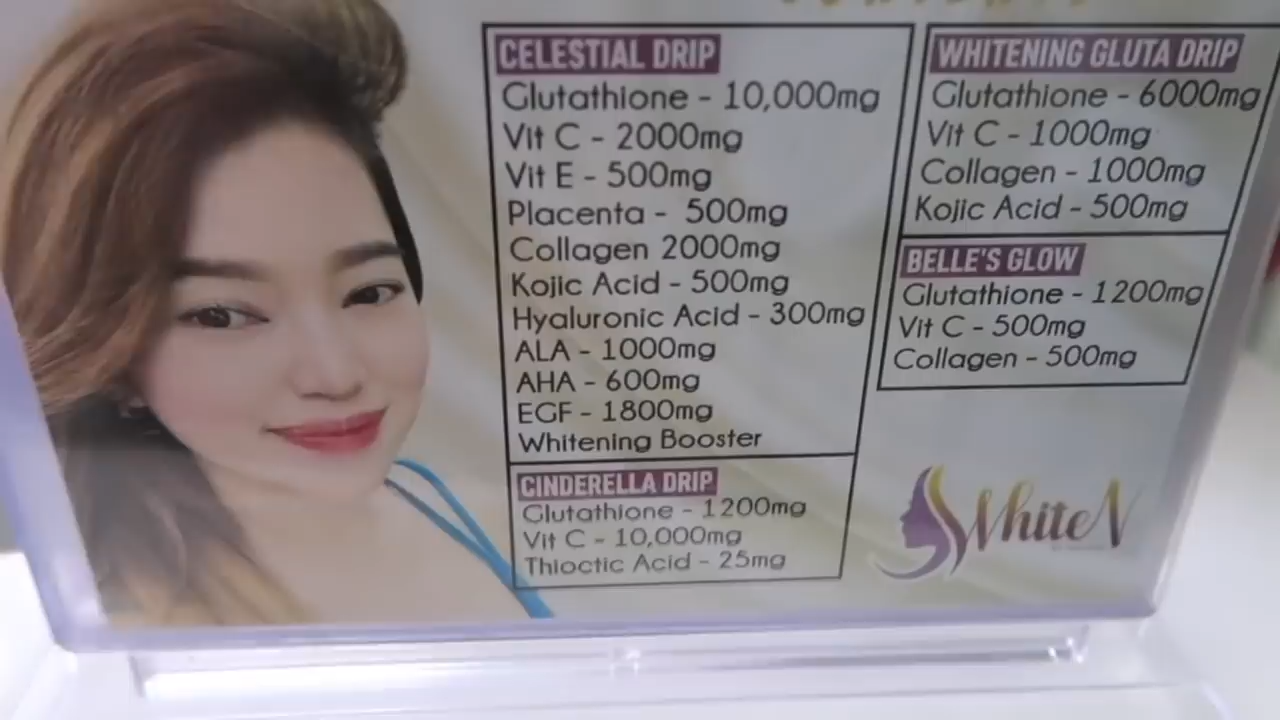 CELESTIAL DRIP
Glutathione - 10,000mg
Vit C - 2000mg
Vit E - 500mg
Placenta - 500mg
Collagen 2000mg
Kojic Acid - 500mg
Hyaluronic Acid - 300mg
ALA - 1000mg
AHA - 600mg
EGF - 1800mg
Whitening Booster
CINDERELLA DRIP
Glutathione - 1200mg
Vit C - 10,000mg
Thioctic Acid - 25mg
WHITENING GLUTA DRIP
Glutathione - 6000mg
Vit C - 1000mg
Collagen - 1000mg
Kojic Acid - 500mg
BELLE'S GLOW
Glutathione - 1200mg
Vit C - 500mg
Collagen - 500mg
WhiteN